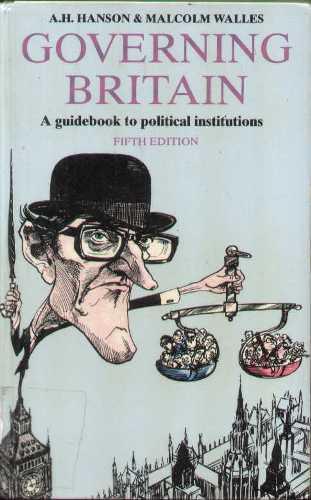 A.H. HANSON & MALCOLM WALLES
GOVERNING
BRITAIN
A guidebook to political institutions
FIFTH EDITION